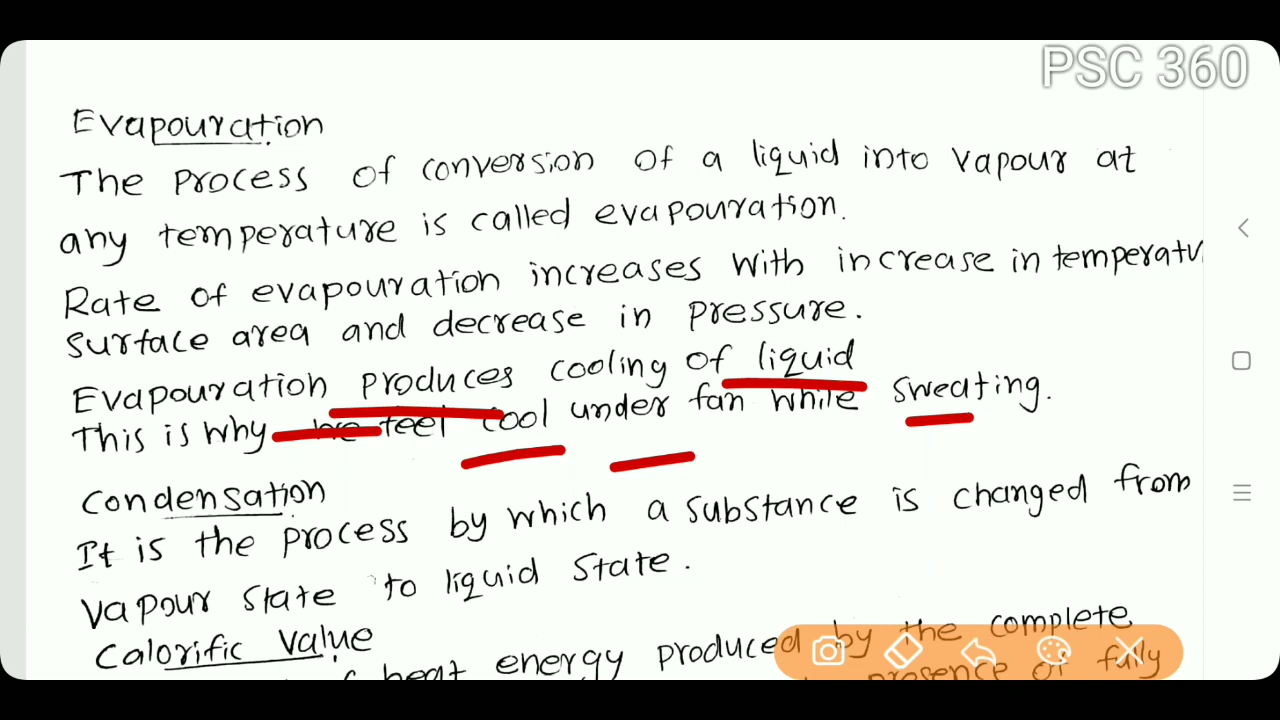 PSC 360
Evapouration
The process of conversion of a liquid into vapour at
any temperature is called evapouration.
Rate of evapouration increases with increase in temperatu
surface area and decrease in pressure.
Evapouration produces cooling of liquid
This is why we feel cool under fan while sweating.
Condensation
It is the process by which a substance is changed from
vapour state to liquid state.
Calorific value
heat energy produced by the complete
presence of fully